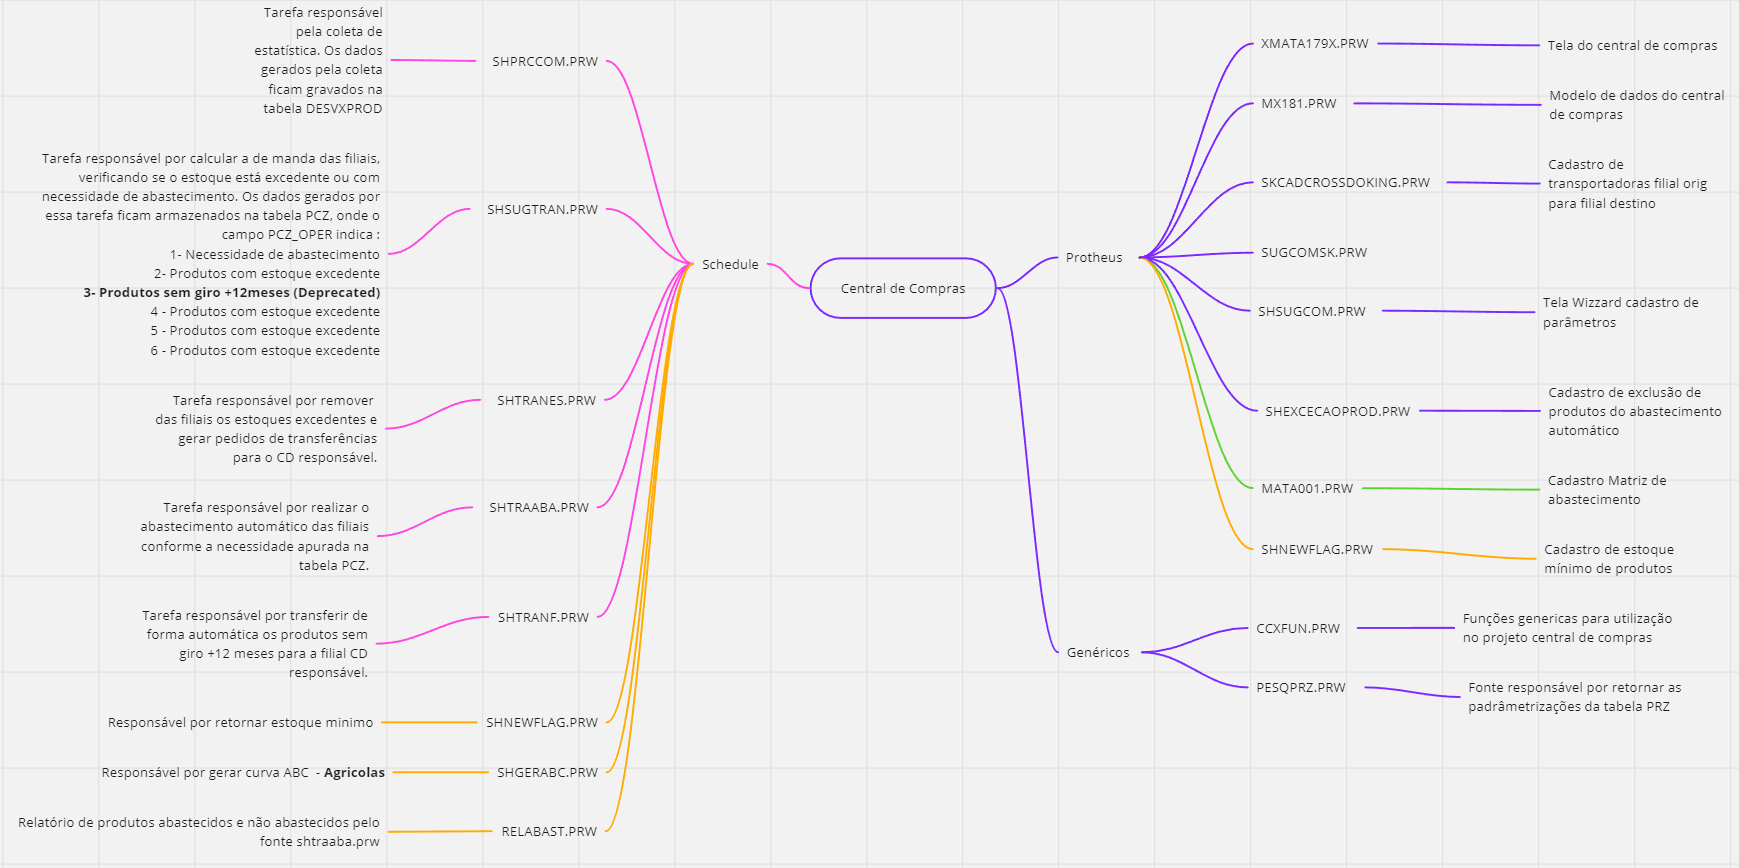 Tarefa responsável
pela coleta de
estatística. Os dados
gerados pela coleta
ficam gravados na
tabela DESVXPROD
SHPRCCOM.PRW
Tarefa responsável por calcular a de manda das filiais,
verificando se o estoque está excedente ou com
necessidade de abastecimento. Os dados gerados por
essa tarefa ficam armazenados na tabela PCZ, onde o
campo PCZ_OPER indica :
1- Necessidade de abastecimento
2- Produtos com estoque excedente
3- Produtos sem giro +12meses (Deprecated)
4 - Produtos com estoque excedente
5 - Produtos com estoque excedente
6 - Produtos com estoque excedente
SHSUGTRAN.PRW
Tarefa responsável por remover
das filiais os estoques excedentes e
gerar pedidos de transferências
para o CD responsável.
SHTRANES.PRW
Tarefa responsável por realizar o
abastecimento automático das filiais
conforme a necessidade apurada na
tabela PCZ.
SHTRAABA.PRW
Tarefa responsável por transferir de
forma automática os produtos sem
giro +12 meses para a filial CD
responsável.
SHTRANF.PRW
Responsável por retornar estoque minimo
SHNEWFLAG.PRW
Responsável por gerar curva ABC - Agricolas
SHGERABC.PRW
Relatório de produtos abastecidos e não abastecidos pelo
fonte shtraaba.prw
RELABAST.PRW
Schedule
Central de Compras
Protheus
XMATA179X.PRW
Tela do central de compras
MX181.PRW
Modelo de dados do central
de compras
SKCADCROSSDOKING.PRW
Cadastro de
transportadoras filial orig
para filial destino
SUGCOMSK.PRW
SHSUGCOM.PRW
Tela Wizzard cadastro de
parâmetros
SHEXCECAOPROD.PRW
Cadastro de exclusão de
produtos do abastecimento
automático
MATA001.PRW
Cadastro Matriz de
abastecimento
SHNEWFLAG.PRW
Cadastro de estoque
mínimo de produtos
Genéricos
CCXFUN.PRW
Funções genericas para utilização
no projeto central de compras
PESQPRZ.PRW
Fonte responsável por retornar as
padrâmetrizações da tabela PRZ